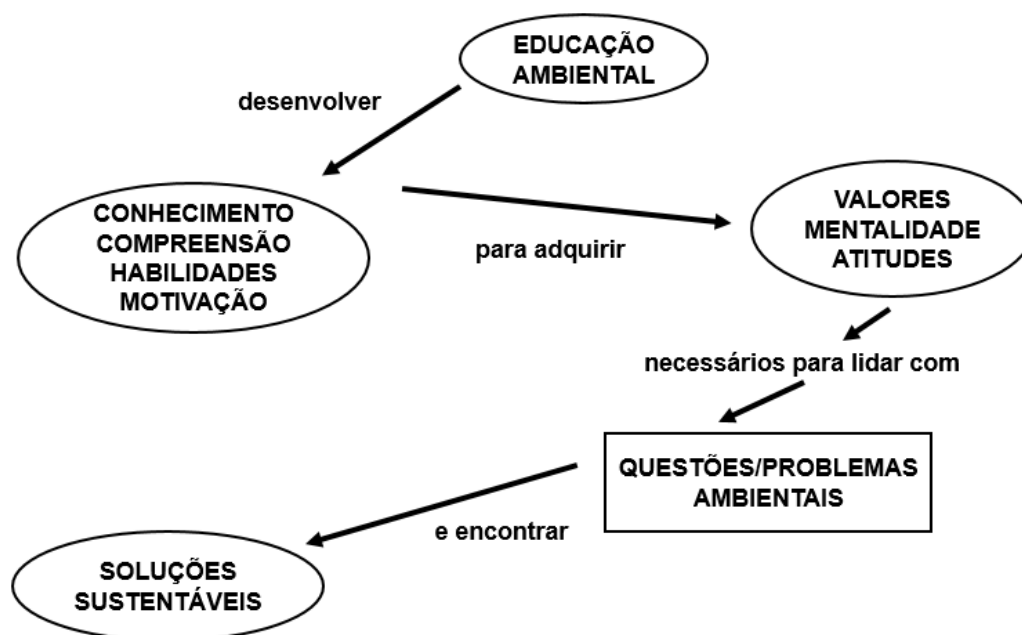 EDUCAÇÃO
AMBIENTAL
desenvolver
CONHECIMENTO
COMPREENSÃO
HABILIDADES
MOTIVAÇÃO
para adquirir
VALORES
MENTALIDADE
ATITUDES
necessários para lidar com
QUESTÕES/PROBLEMAS
AMBIENTAIS
e encontrar
SOLUÇÕES
SUSTENTÁVEIS